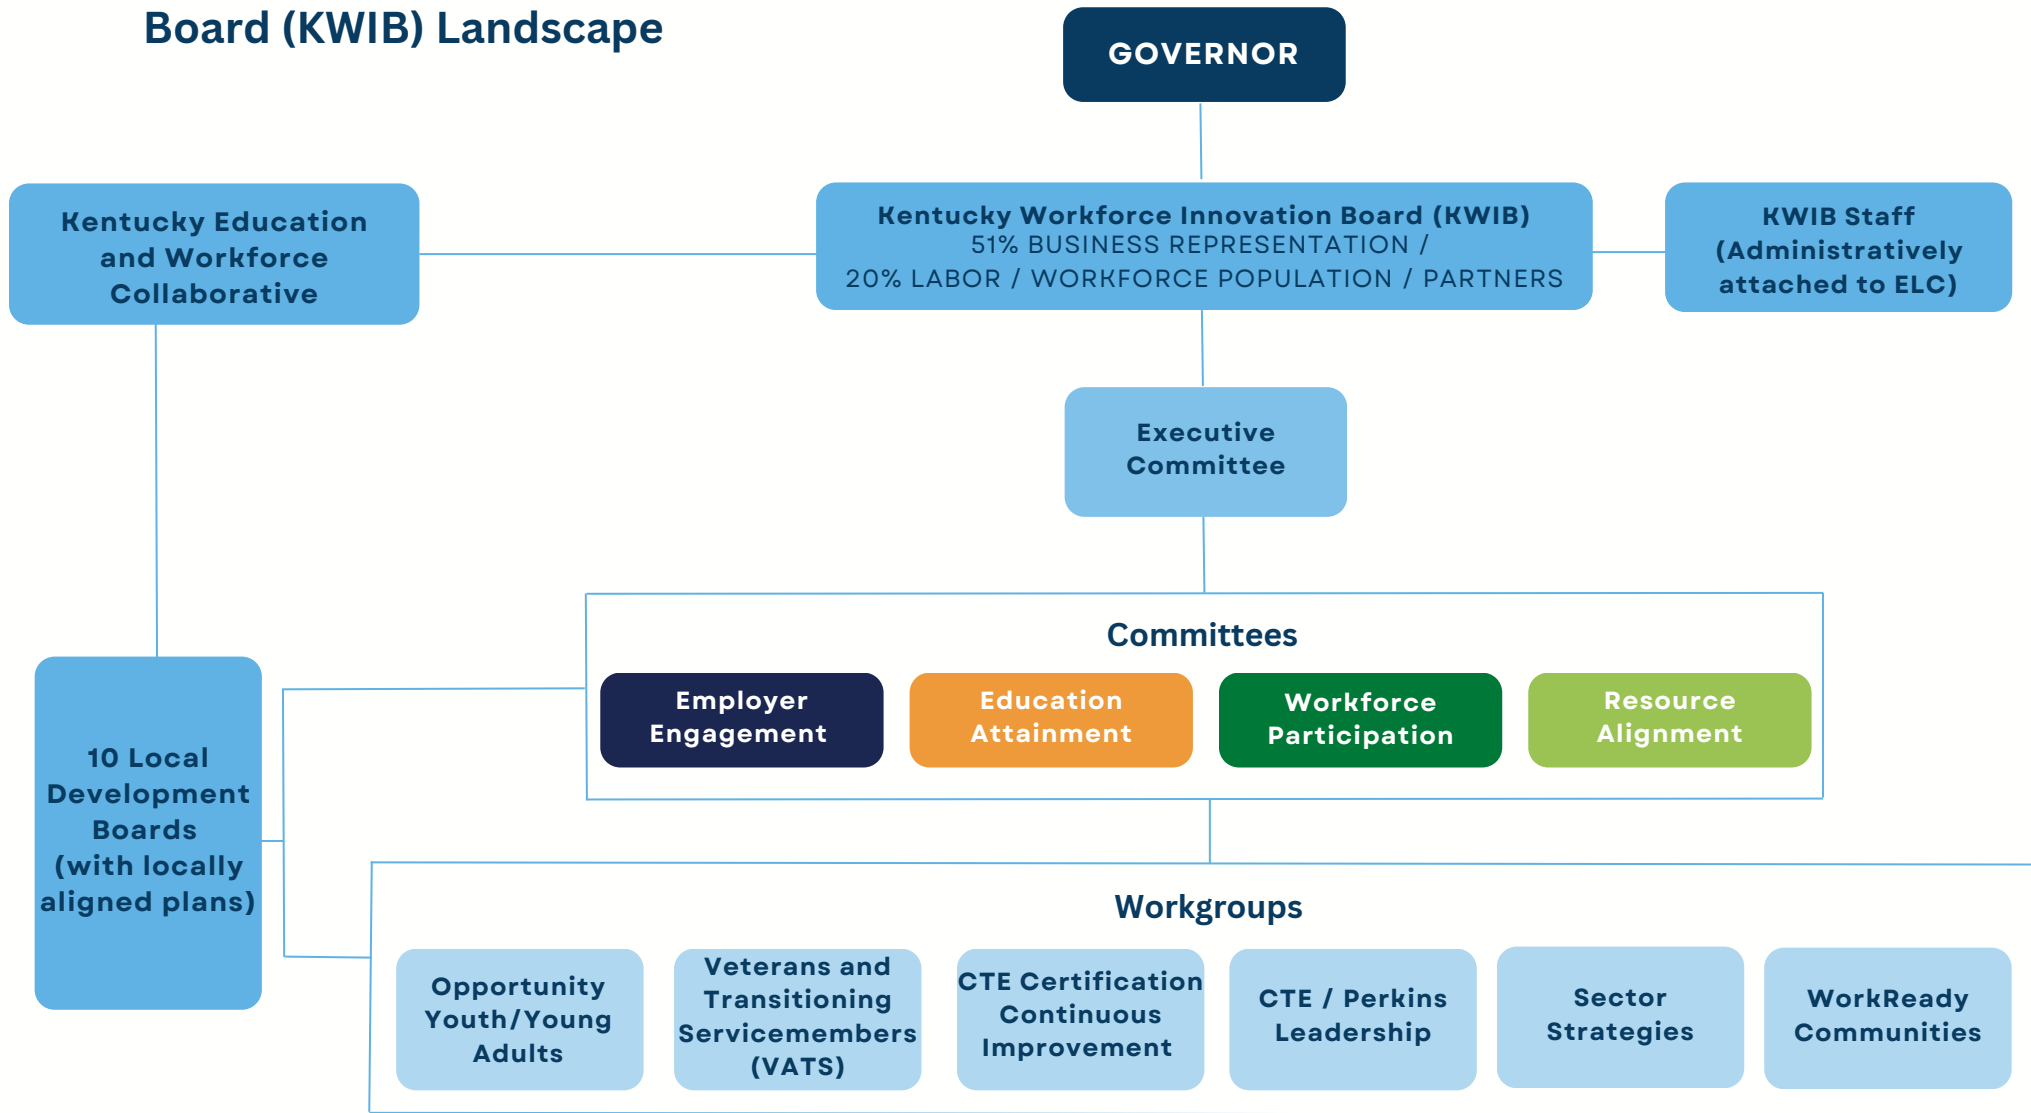 Board (KWIB) Landscape
GOVERNOR
Kentucky Education
and Workforce
Collaborative
Kentucky Workforce Innovation Board (KWIB)
51% BUSINESS REPRESENTATION /
20% LABOR / WORKFORCE POPULATION / PARTNERS
KWIB Staff
(Administratively
attached to ELC)
Executive
Committee
Committees
Employer
Engagement
Education
Attainment
Workforce
Participation
Resource
Alignment
10 Local
Development
Boards
(with locally
aligned plans)
Workgroups
Opportunity
Youth/Young
Adults
Veterans and
Transitioning
Servicemembers
(VATS)
CTE Certification
Continuous
Improvement
CTE / Perkins
Leadership
Sector
Strategies
WorkReady
Communities